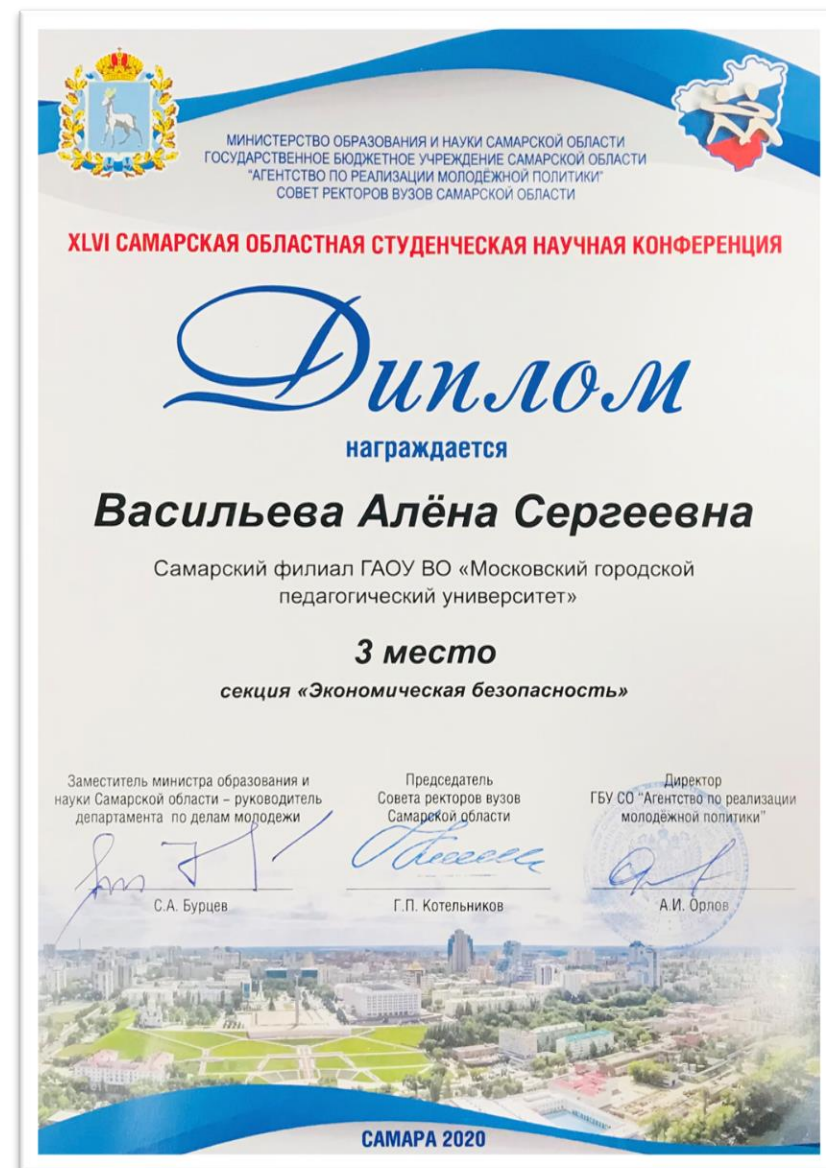 МИНИСТЕРСТВО ОБРАЗОВАНИЯ И НАУКИ САМАРСКОЙ ОБЛАСТИ
ГОСУДАРСТВЕННОЕ БЮДЖЕТНОЕ УЧРЕЖДЕНИЕ САМАРСКОЙ ОБЛАСТИ
"АГЕНТСТВО ПО РЕАЛИЗАЦИИ МОЛОДЁЖНОЙ ПОЛИТИКИ"
СОВЕТ РЕКТОРОВ ВУЗОВ САМАРСКОЙ ОБЛАСТИ
XLVI САМАРСКАЯ ОБЛАСТНАЯ СТУДЕНЧЕСКАЯ НАУЧНАЯ КОНФЕРЕНЦИЯ
Диплом
награждается
Васильева Алёна Сергеевна
Самарский филиал ГАОУ ВО «Московский городской
педагогический университет»
3 место
секция «Экономическая безопасность»
Заместитель министра образования и
науки Самарской области – руководитель
департамента по делам молодежи
С.А. Бурцев
Председатель
Совета ректоров вузов
Самарской области
Г.П. Котельников
Директор
ГБУ СО "Агентство по реализации
молодёжной политики"
А.И. Орлов
САМАРА 2020